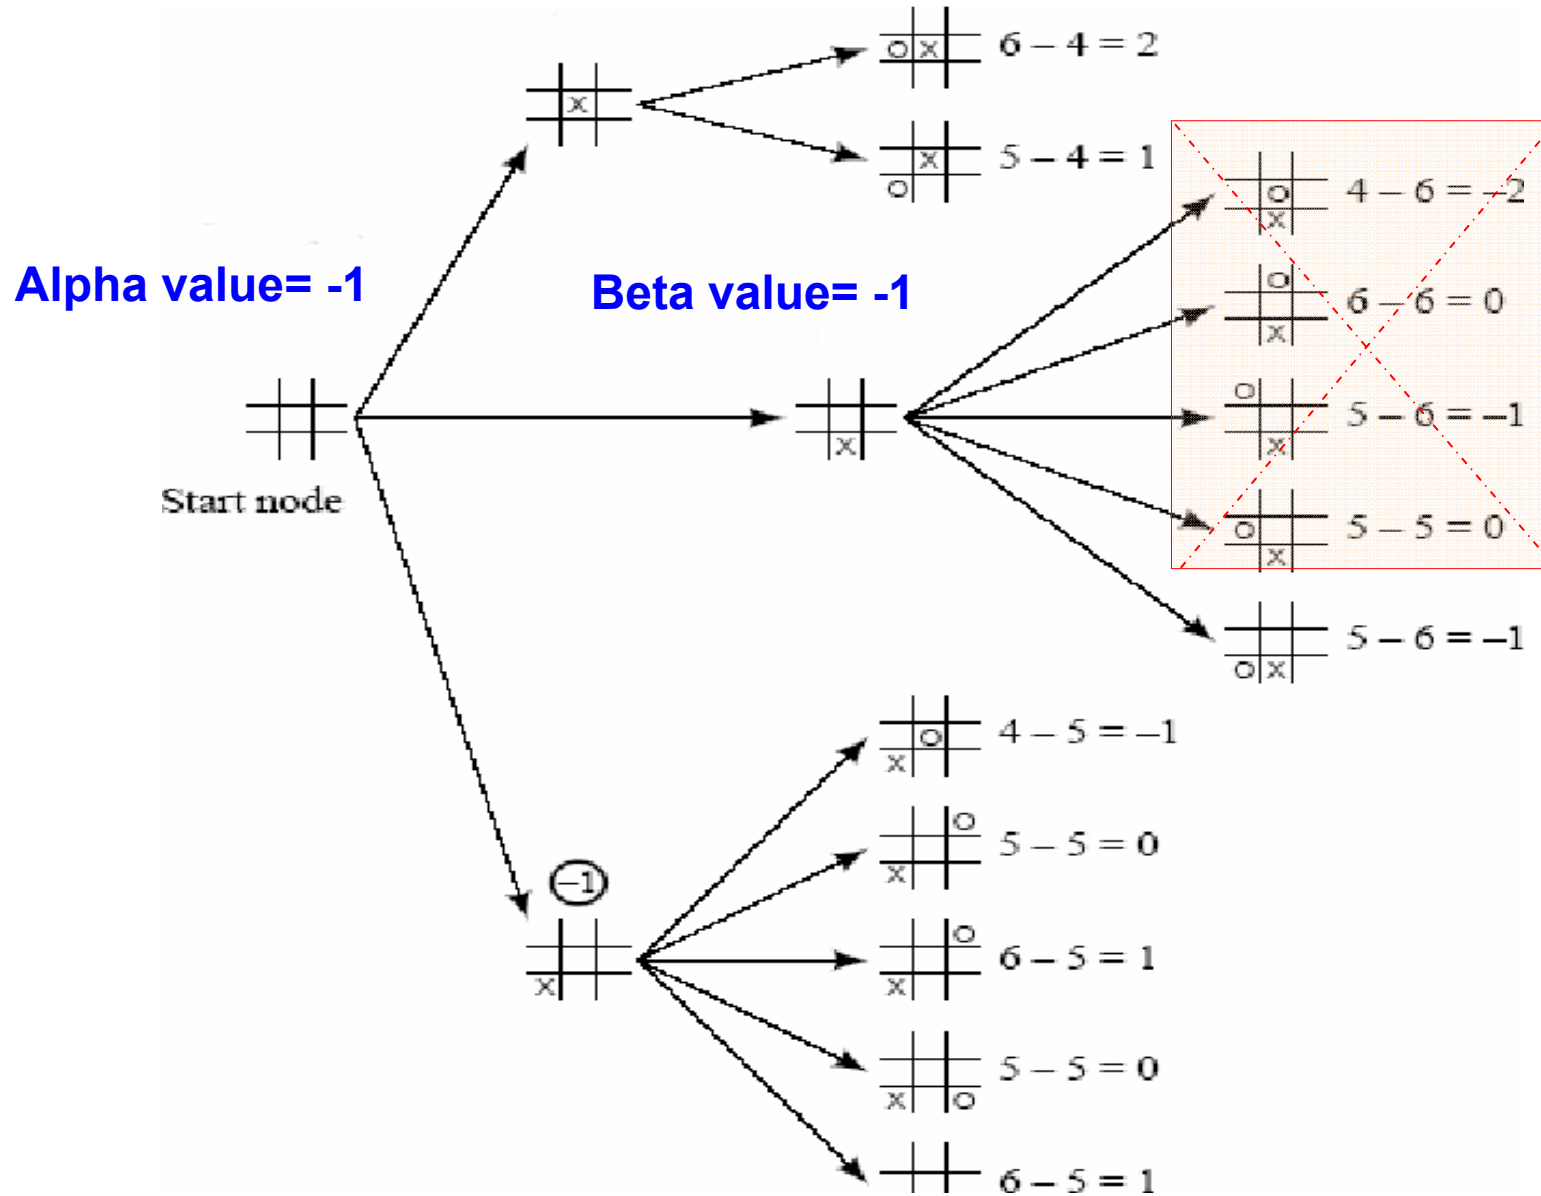 O X 6 – 4 = 2
X
X 5 – 4 = 1
O
O 4 – 6 = –2
X
Alpha value= -1 Beta value= -1
O 6 – 6 = 0
X
O 5 – 6 = –1
X X
Start node
O 5 – 5 = 0
X
5 – 6 = –1
O X
O 4 – 5 = –1
X
O 5 – 5 = 0
X
–1
O 6 – 5 = 1
X X
5 – 5 = 0
X O
6 – 5 = 1